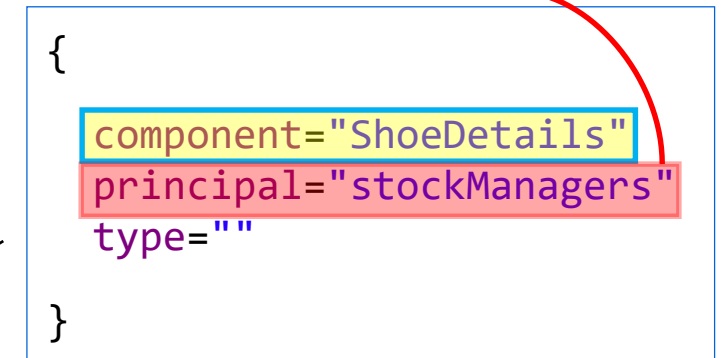 {
component="ShoeDetails"
principal="stockManagers"
type=""
}